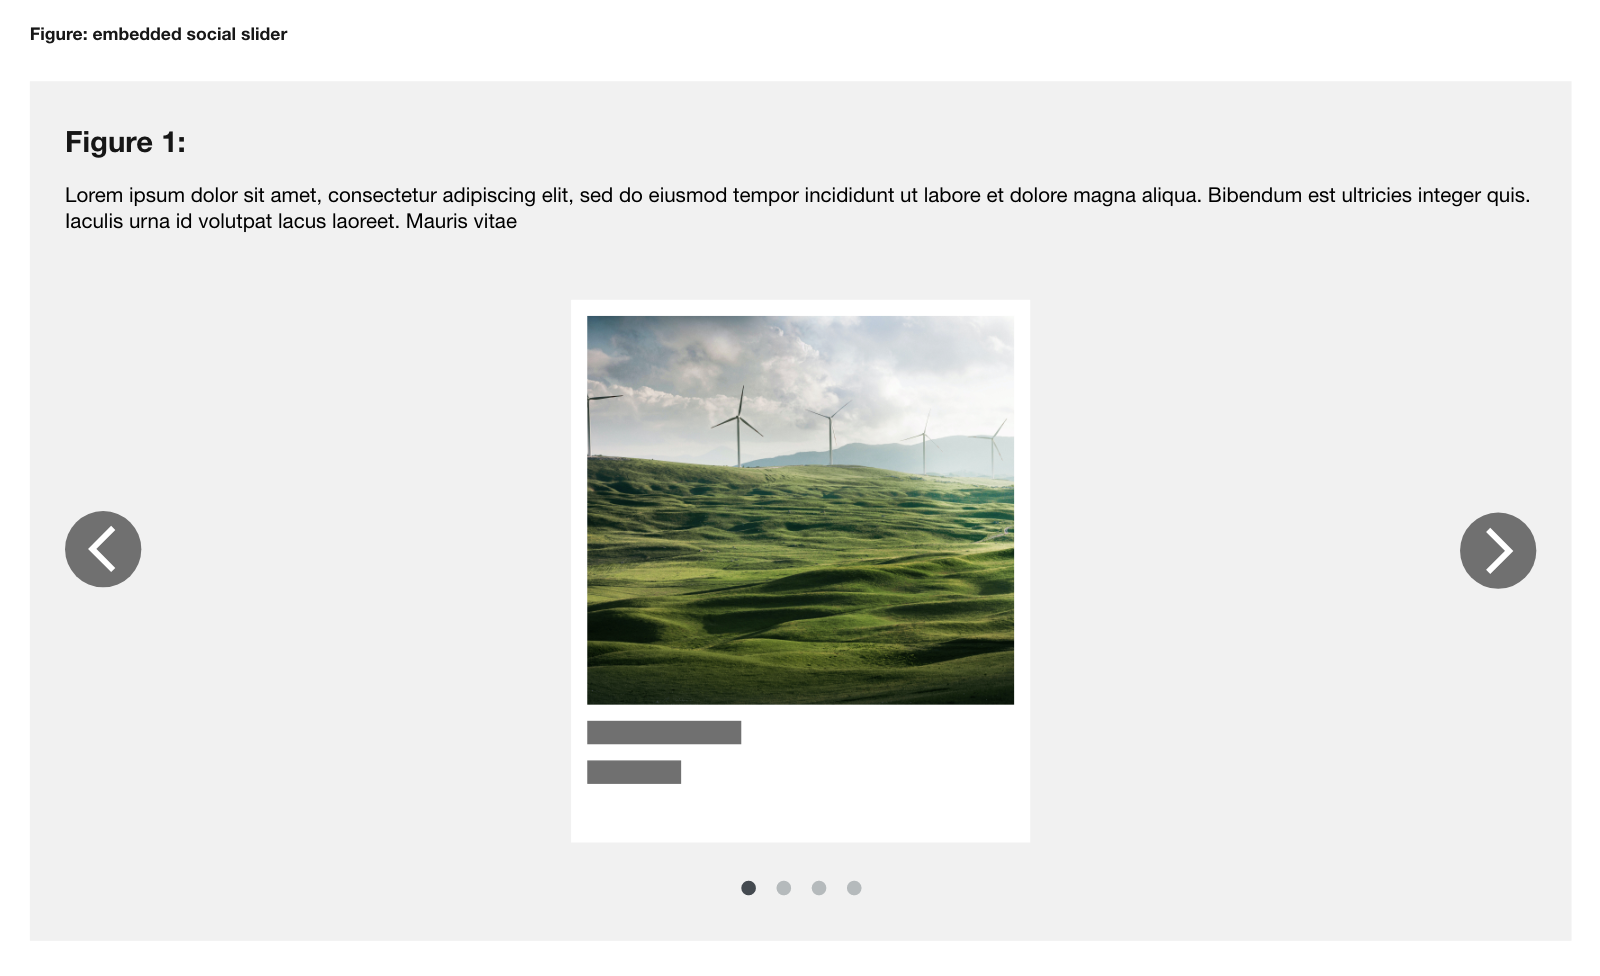 Figure: embedded social slider
Figure 1:
Lorem ipsum dolor sit amet, consectetur adipiscing elit, sed do eiusmod tempor incididunt ut labore et dolore magna aliqua. Bibendum est ultricies integer quis.
Iaculis urna id volutpat lacus laoreet. Mauris vitae